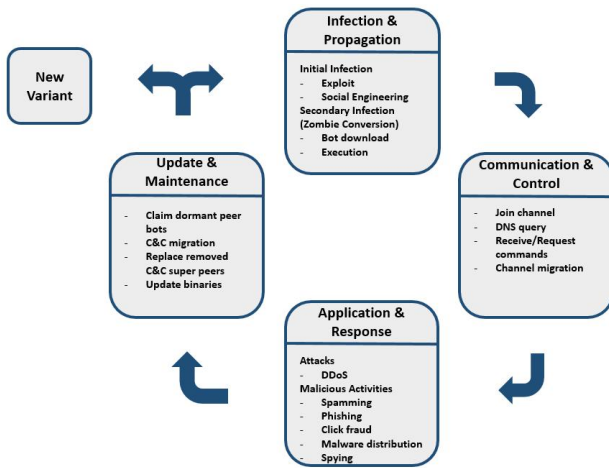 Infection &
Propagation
Initial Infection
- Exploit
- Social Engineering
Secondary Infection
(Zombie Conversion)
- Bot download
- Execution
New
Variant
Communication &
Control
- Join channel
- DNS query
- Receive/Request
commands
- Channel migration
Update &
Maintenance
- Claim dormant peer
bots
- C&C migration
- Replace removed
C&C super peers
- Update binaries
Application &
Response
Attacks
- DDoS
Malicious Activities
- Spamming
- Phishing
- Click fraud
- Malware distribution
- Spying